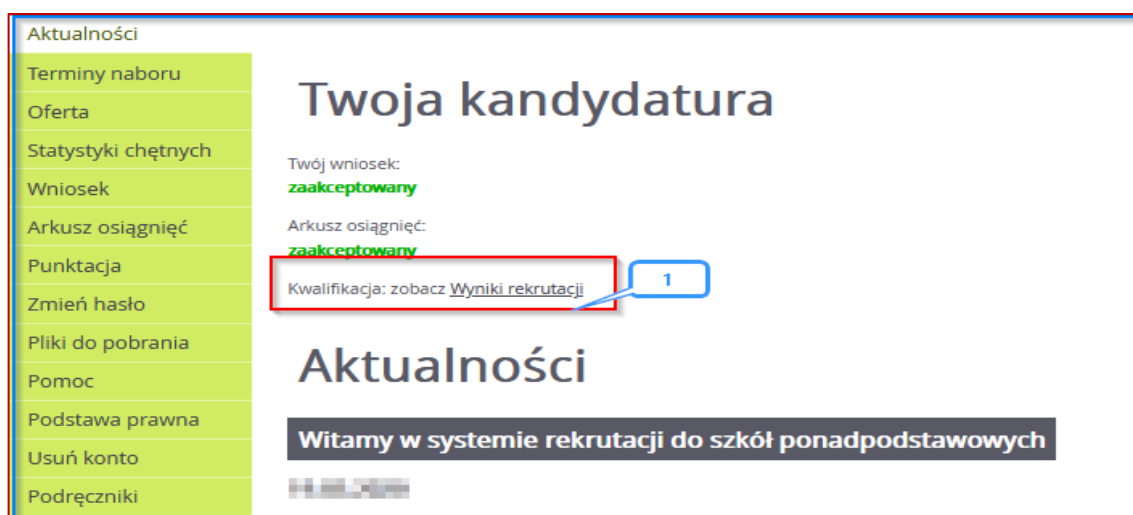 Aktualności
Terminy naboru
Oferta
Statystyki chętnych
Wniosek
Arkusz osiągnięć
Punktacja
Zmień hasło
Pliki do pobrania
Pomoc
Podstawa prawna
Usuń konto
Podręczniki
Twoja kandydatura
Twój wniosek:
zaakceptowany
Arkusz osiągnięć:
zaakceptowany
Kwalifikacja: zobacz Wyniki rekrutacji
1
Aktualności
Witamy w systemie rekrutacji do szkół ponadpodstawowych